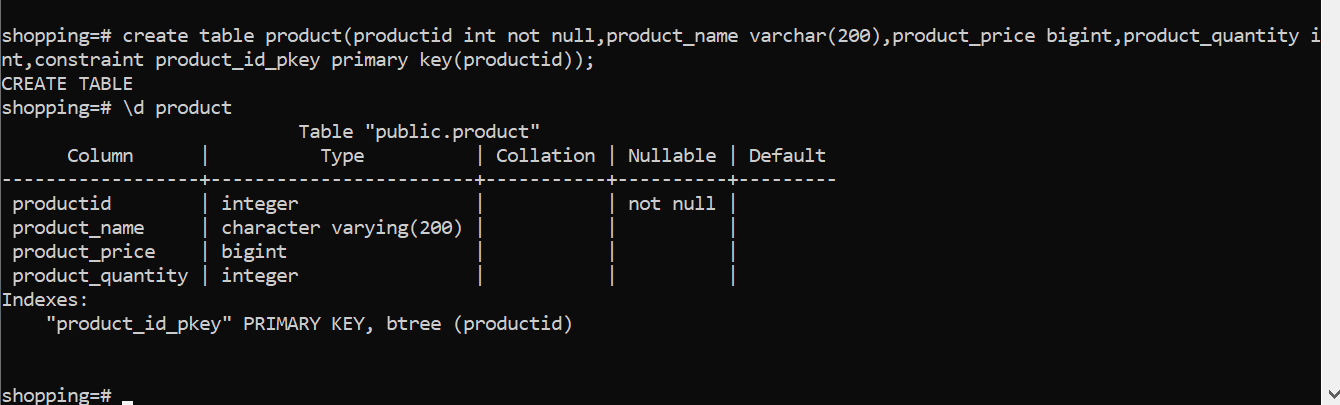 shopping=# create table product(productid int not null,product_name varchar(200),product_price bigint,product_quantity i
nt,constraint product_id_pkey primary key(productid));
CREATE TABLE
shopping=# \d product
                           Table "public.product"
      Column      |          Type          | Collation | Nullable | Default
------------------+------------------------+-----------+----------+---------
 productid        | integer                |           | not null |
 product_name     | character varying(200) |           |          |
 product_price    | bigint                 |           |          |
 product_quantity | integer                |           |          |
Indexes:
    "product_id_pkey" PRIMARY KEY, btree (productid)
shopping=#